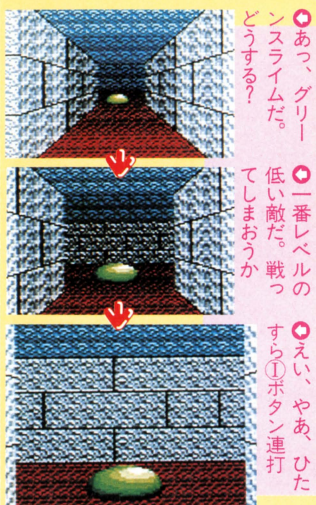 ⬆あっ、グリー
ンスライムだ。
どうする?
⬆一番レベルの
低い敵だ。戦っ
てしまおうか
⬆えい、やあ、ひた
すらⒾボタン連打